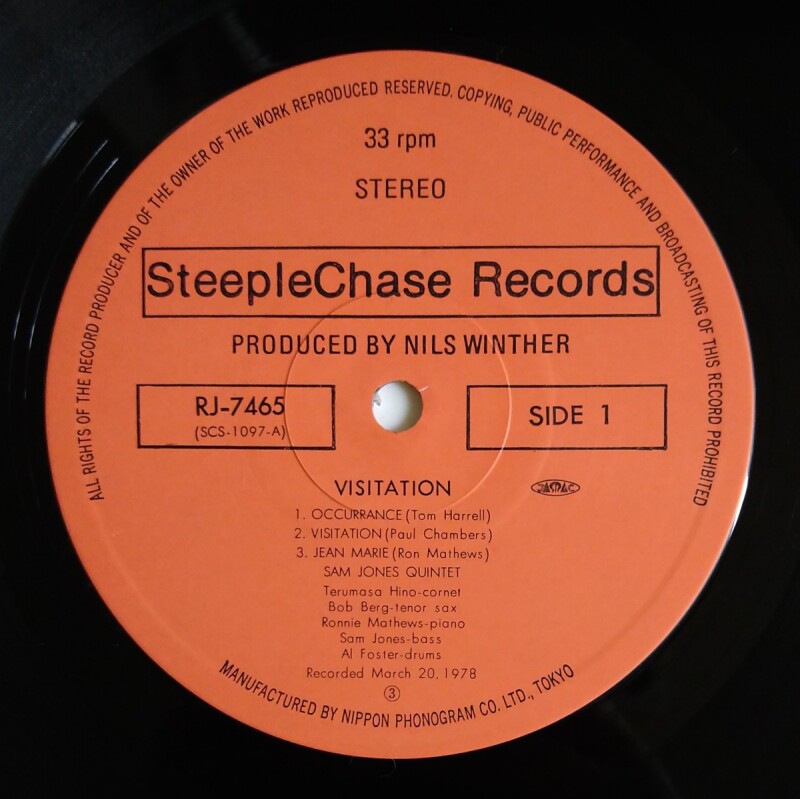 ALL RIGHTS OF THE RECORD PRODUCER AND OF THE OWNER OF THE WORK REPRODUCED RESERVED. COPYING, PUBLIC PERFORMANCE AND BROADCASTING OF THIS RECORD PROHIBITED
33 rpm
STEREO
SteepleChase Records
PRODUCED BY NILS WINTHER
RJ-7465
(SCS-1097-A)
SIDE 1
VISITATION
JASRAC
1. OCCURRANCE (Tom Harrell)
2. VISITATION (Paul Chambers)
3. JEAN MARIE (Ron Mathews)
SAM JONES QUINTET
Terumasa Hino-cornet
Bob Berg-tenor sax
Ronnie Mathews-piano
Sam Jones-bass
Al Foster-drums
Recorded March 20, 1978
③
MANUFACTURED BY NIPPON PHONOGRAM CO. LTD., TOKYO